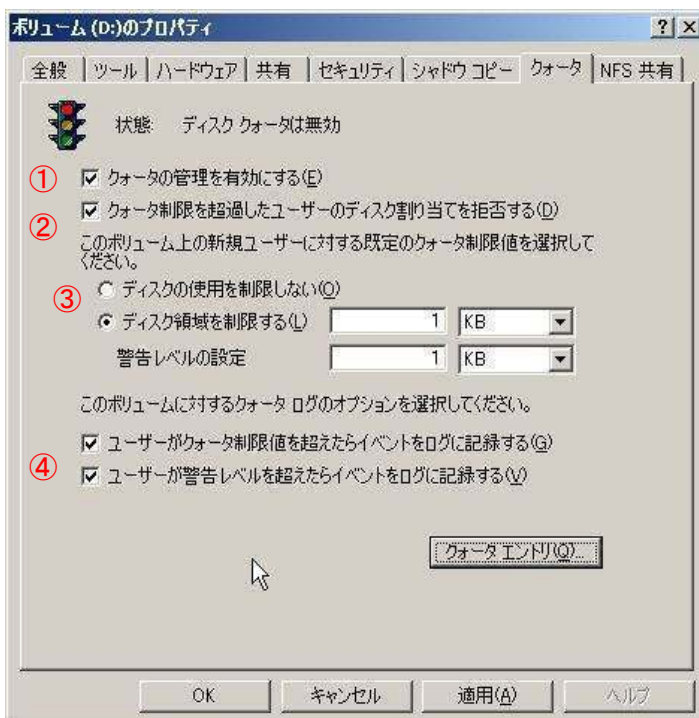 ボリューム (D:)のプロパティ
全般 ツール ハードウェア 共有 セキュリティ シャドウ コピー クォータ NFS 共有
状態: ディスク クォータは無効
① クォータの管理を有効にする(E)
② クォータ制限を超過したユーザーのディスク割り当てを拒否する(D)
このボリューム上の新規ユーザーに対する既定のクォータ制限値を選択して
ください。
③ ディスクの使用を制限しない(O)
ディスク領域を制限する(L) 1 KB
警告レベルの設定 1 KB
このボリュームに対するクォータ ログのオプションを選択してください。
ユーザーがクォータ制限値を超えたらイベントをログに記録する(G)
④ ユーザーが警告レベルを超えたらイベントをログに記録する(V)
クォータ エントリ(Q)...
OK キャンセル 適用(A) ヘルプ